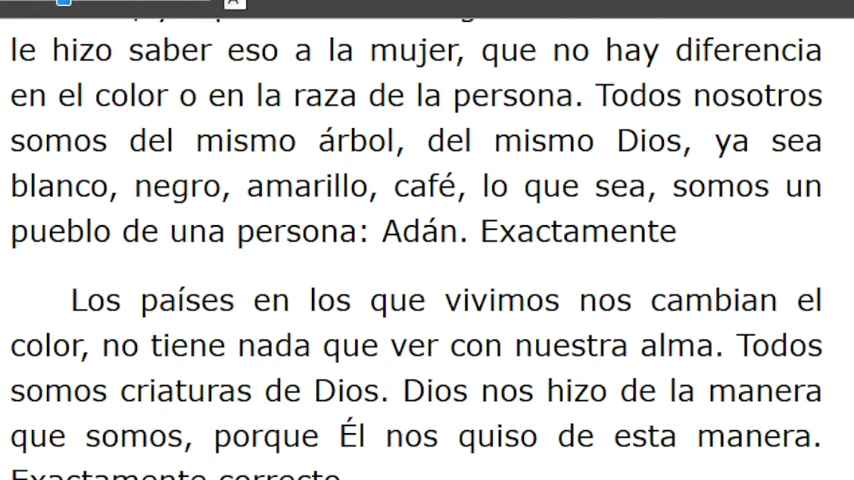 le hizo saber eso a la mujer, que no hay diferencia
en el color o en la raza de la persona. Todos nosotros
somos del mismo árbol, del mismo Dios, ya sea
blanco, negro, amarillo, café, lo que sea, somos un
pueblo de una persona: Adán. Exactamente
Los países en los que vivimos nos cambian el
color, no tiene nada que ver con nuestra alma. Todos
somos criaturas de Dios. Dios nos hizo de la manera
que somos, porque Él nos quiso de esta manera.
Exactamente correcto